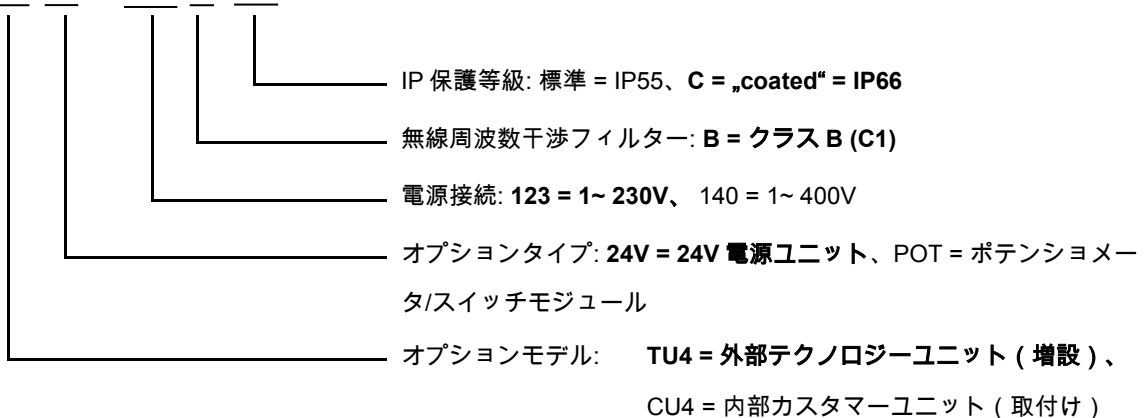 IP 保護等級: 標準 = IP55、C = „coated“ = IP66
無線周波数干渉フィルター: B = クラス B (C1)
電源接続: 123 = 1~ 230V、 140 = 1~ 400V
オプションタイプ: 24V = 24V 電源ユニット、POT = ポテンショメー
タ/スイッチモジュール
オプションモデル: TU4 = 外部テクノロジーユニット ( 増設 ) 、
CU4 = 内部カスタマーユニット ( 取付け )